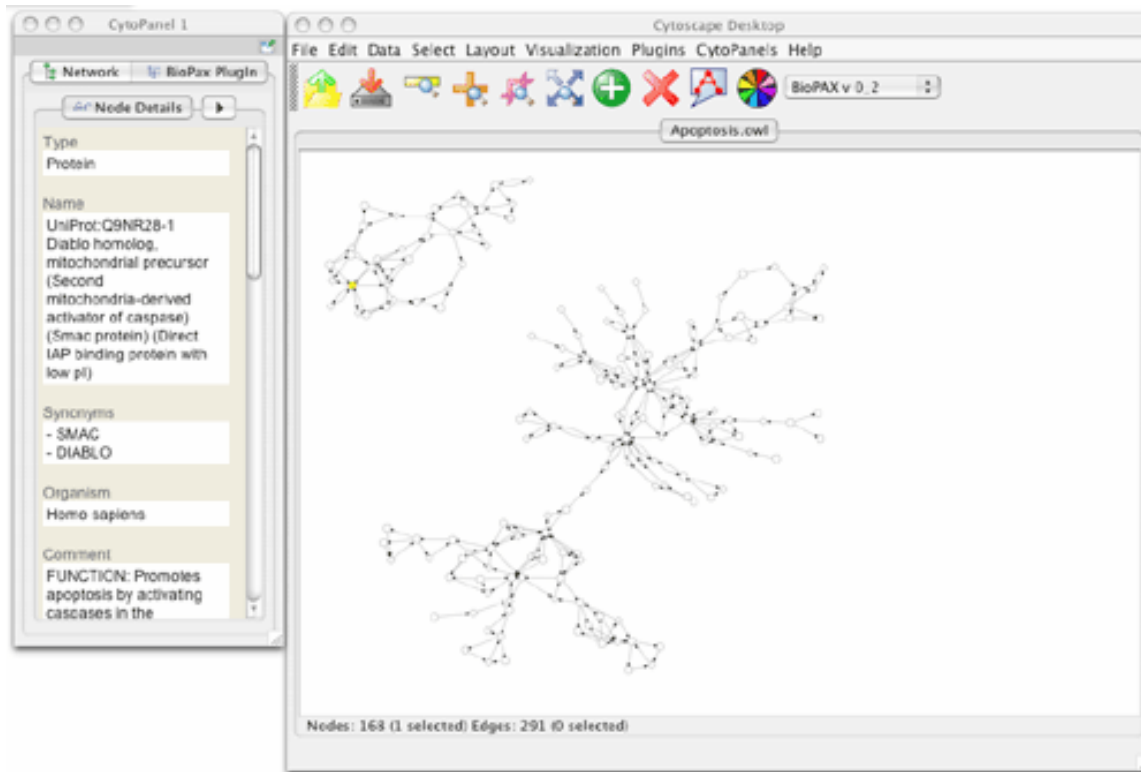 CytoPanel 1
Network BioPax PlugIn
Node Details
Type
Protein
Name
UniProt:Q9NR28-1
Diablo homolog,
mitochondrial precursor
(Second
mitochondria-derived
activator of caspase)
(Smac protein) (Direct
IAP binding protein with
low pI)
Synonyms
- SMAC
- DIABLO
Organism
Homo sapiens
Comment
FUNCTION: Promotes
apoptosis by activating
caspases in the
Cytoscape Desktop
File Edit Data Select Layout Visualization Plugins CytoPanels Help
BioPAX v 0_2
Apoptosis.owl
Nodes: 168 (1 selected) Edges: 291 (0 selected)